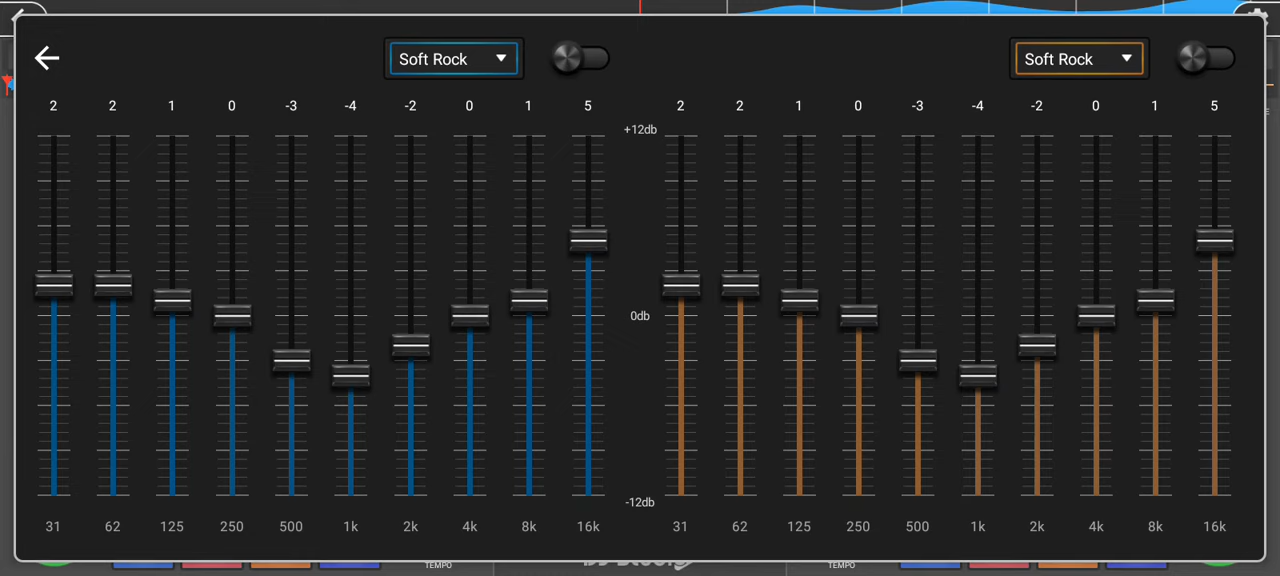 Soft Rock
Soft Rock
2 2 1 0 -3 -4 -2 0 1 5 2 2 1 0 -3 -4 -2 0 1 5
+12db
0db
-12db
31 62 125 250 500 1k 2k 4k 8k 16k 31 62 125 250 500 1k 2k 4k 8k 16k
TEMPO TEMPO